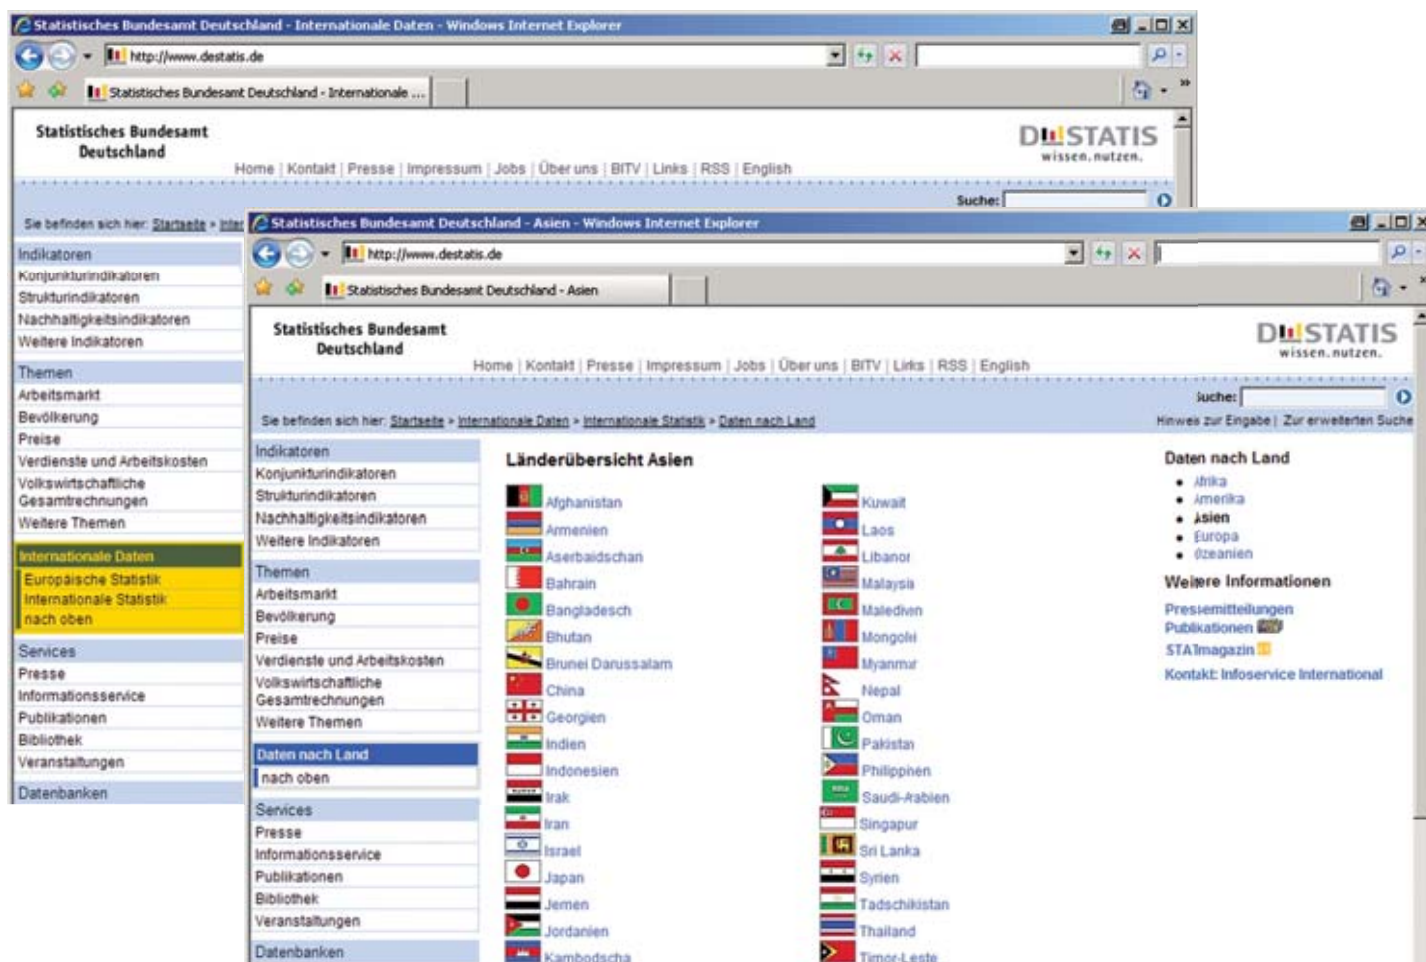 Statistisches Bundesamt Deutschland - Internationale Daten - Windows Internet Explorer
http://www.destatis.de
Statistisches Bundesamt Deutschland - Internationale ...
Statistisches Bundesamt
Deutschland
DESTATIS
wissen.nutzen.
Home | Kontakt | Presse | Impressum | Jobs | Über uns | BITV | Links | RSS | English
Suche:
Sie befinden sich hier: Startseite >
Indikatoren
Konjunkturindikatoren
Strukturindikatoren
Nachhaltigkeitsindikatoren
Weitere Indikatoren
Themen
Arbeitsmarkt
Bevölkerung
Preise
Verdienste und Arbeitskosten
Volkswirtschaftliche
Gesamtrechnungen
Weitere Themen
Internationale Daten
Europäische Statistik
Internationale Statistik
nach oben
Services
Presse
Informationsservice
Publikationen
Bibliothek
Veranstaltungen
Datenbanken
Statistisches Bundesamt Deutschland - Asien - Windows Internet Explorer
http://www.destatis.de
Statistisches Bundesamt Deutschland - Asien
Statistisches Bundesamt
Deutschland
DESTATIS
wissen.nutzen.
Home | Kontakt | Presse | Impressum | Jobs | Über uns | BITV | Links | RSS | English
Suche:
Sie befinden sich hier: Startseite > Internationale Daten > Internationale Statistik > Daten nach Land
Hinweis zur Eingabe | Zur erweiterten Suche
Indikatoren
Konjunkturindikatoren
Strukturindikatoren
Nachhaltigkeitsindikatoren
Weitere Indikatoren
Themen
Arbeitsmarkt
Bevölkerung
Preise
Verdienste und Arbeitskosten
Volkswirtschaftliche
Gesamtrechnungen
Weitere Themen
Daten nach Land
nach oben
Services
Presse
Informationsservice
Publikationen
Bibliothek
Veranstaltungen
Datenbanken
Länderübersicht Asien
Afghanistan
Armenien
Aserbaidschan
Bahrain
Bangladesch
Bhutan
Brunei Darussalam
China
Georgien
Indien
Indonesien
Irak
Iran
Israel
Japan
Jemen
Jordanien
Kambodscha
Kuwait
Laos
Libanon
Malaysia
Malediven
Mongolei
Myanmar
Nepal
Oman
Pakistan
Philippinen
Saudi-Arabien
Singapur
Sri Lanka
Syrien
Tadschikistan
Thailand
Timor-Leste
Daten nach Land
Afrika
Amerika
Asien
Europa
Ozeanien
Weitere Informationen
Pressemitteilungen
Publikationen
STATmagazin
Kontakt: Infoservice International